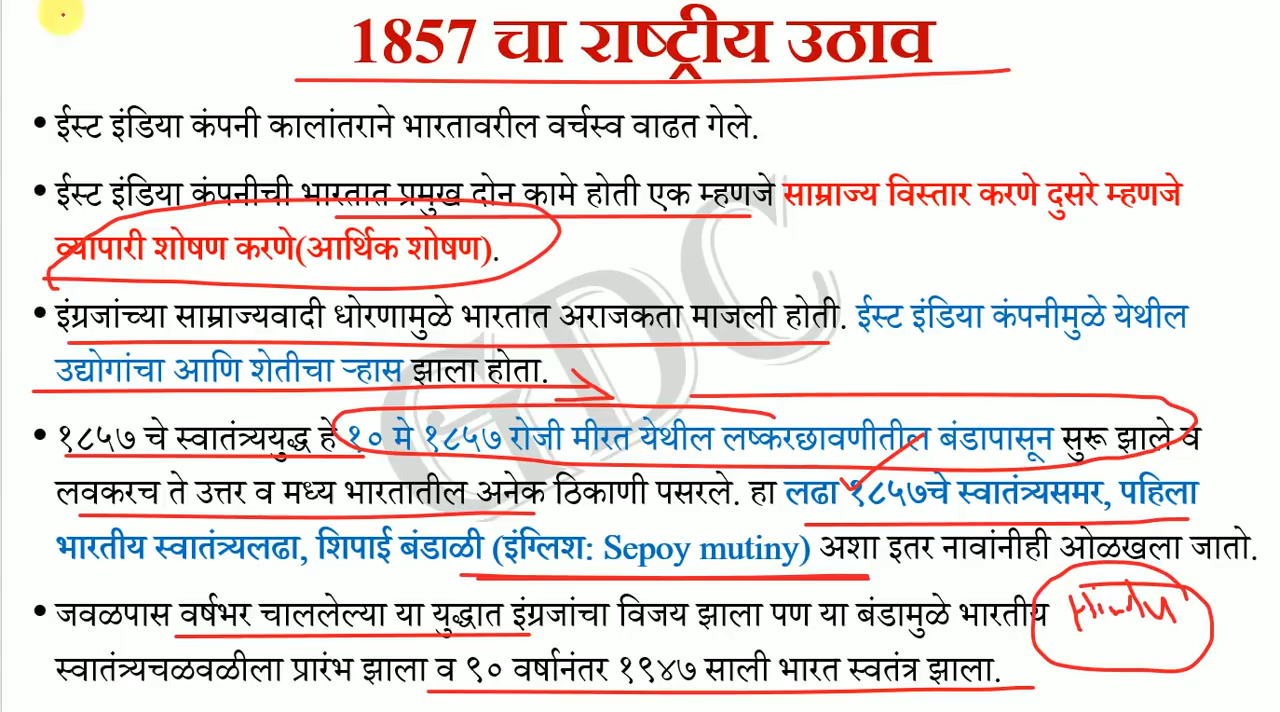 1857 चा राष्ट्रीय उठाव
• ईस्ट इंडिया कंपनी कालांतराने भारतावरील वर्चस्व वाढत गेले.
• ईस्ट इंडिया कंपनीची भारतात प्रमुख दोन कामे होती एक म्हणजे साम्राज्य विस्तार करणे दुसरे म्हणजे
व्यापारी शोषण करणे(आर्थिक शोषण).
• इंग्रजांच्या साम्राज्यवादी धोरणामुळे भारतात अराजकता माजली होती. ईस्ट इंडिया कंपनीमुळे येथील
उद्योगांचा आणि शेतीचा ऱ्हास झाला होता.
• १८५७ चे स्वातंत्र्ययुद्ध हे १० मे १८५७ रोजी मीरत येथील लष्करछावणीतील बंडापासून सुरू झाले व
लवकरच ते उत्तर व मध्य भारतातील अनेक ठिकाणी पसरले. हा लढा १८५७चे स्वातंत्र्यसमर, पहिला
भारतीय स्वातंत्र्यलढा, शिपाई बंडाळी (इंग्लिश: Sepoy mutiny) अशा इतर नावांनीही ओळखला जातो.
• जवळपास वर्षभर चाललेल्या या युद्धात इंग्रजांचा विजय झाला पण या बंडामुळे भारतीय
स्वातंत्र्यचळवळीला प्रारंभ झाला व ९० वर्षानंतर १९४७ साली भारत स्वतंत्र झाला.
GDC